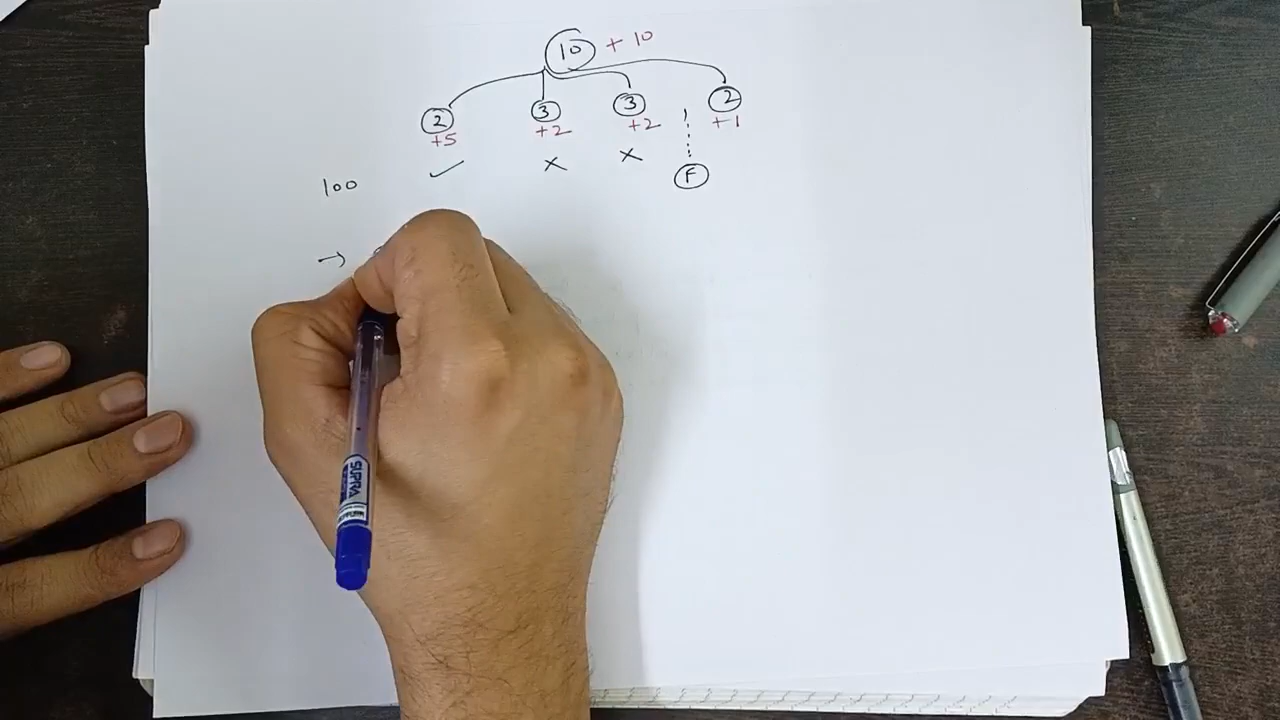 10 + 10
2 3 3 2
+5 +2 +2 +1
✓ × ×
F
100
→
SUPRA